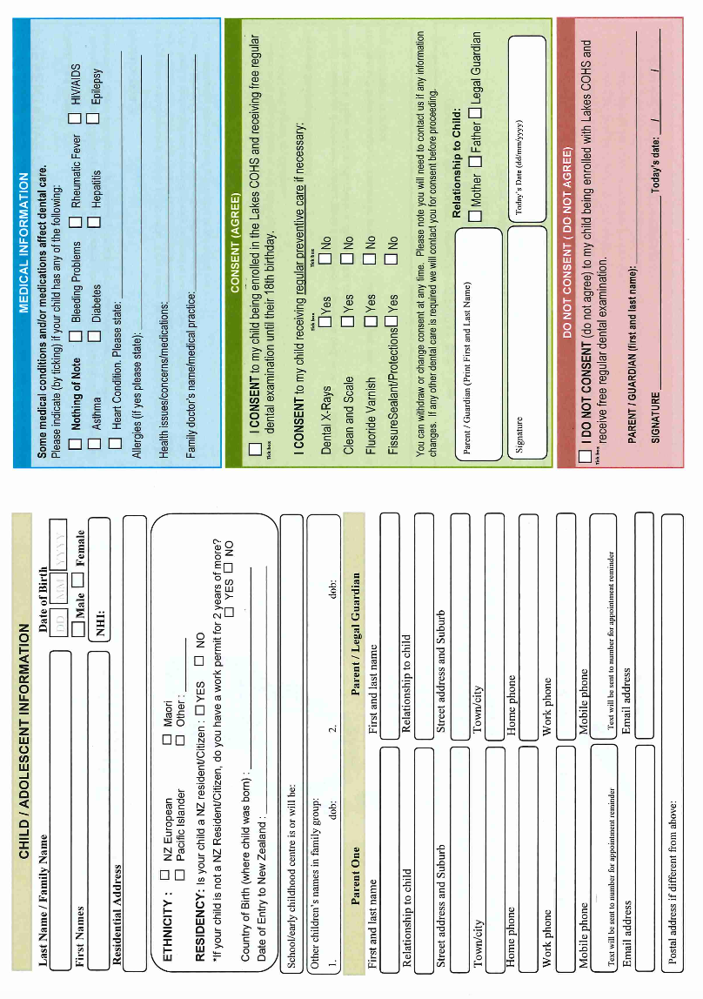 CHILD / ADOLESCENT INFORMATION
Last Name / Family Name
Date of Birth
DD MM YYYY
First Names
Male Female
NHI:
Residential Address
ETHNICITY : NZ European Maori
Pacific Islander Other : ________
RESIDENCY: Is your child a NZ resident/Citizen : YES NO
*If your child is not a NZ Resident/Citizen, do you have a work permit for 2 years of more?
YES NO
Country of Birth (where child was born) :
Date of Entry to New Zealand :
School/early childhood centre is or will be:
Other children's names in family group:
1. dob: 2. dob:
Parent One
First and last name
Relationship to child
Street address and Suburb
Town/city
Home phone
Work phone
Mobile phone
Text will be sent to number for appointment reminder
Email address
Parent / Legal Guardian
First and last name
Relationship to child
Street address and Suburb
Town/city
Home phone
Work phone
Mobile phone
Text will be sent to number for appointment reminder
Email address
Postal address if different from above:
MEDICAL INFORMATION
Some medical conditions and/or medications affect dental care.
Please indicate (by ticking) if your child has any of the following:
Nothing of Note Bleeding Problems Rheumatic Fever HIV/AIDS
Asthma Diabetes Hepatitis Epilepsy
Heart Condition. Please state:
Allergies (if yes please state):
Health issues/concerns/medications:
Family doctor's name/medical practice:
CONSENT (AGREE)
I CONSENT to my child being enrolled in the Lakes COHS and receiving free regular
Tick box dental examination until their 18th birthday.
I CONSENT to my child receiving regular preventive care if necessary:
Tick box Tick box
Dental X-Rays Yes No
Clean and Scale Yes No
Fluoride Varnish Yes No
FissureSealant/Protections Yes No
You can withdraw or change consent at any time. Please note you will need to contact us if any information
changes. If any other dental care is required we will contact you for consent before proceeding.
Parent / Guardian (Print First and Last Name)
Relationship to Child:
Mother Father Legal Guardian
Signature
Today's Date (dd/mm/yyyy)
DO NOT CONSENT ( DO NOT AGREE)
I DO NOT CONSENT (do not agree) to my child being enrolled with Lakes COHS and
Tick box receive free regular dental examination.
PARENT / GUARDIAN (first and last name):
SIGNATURE Today's date: / /